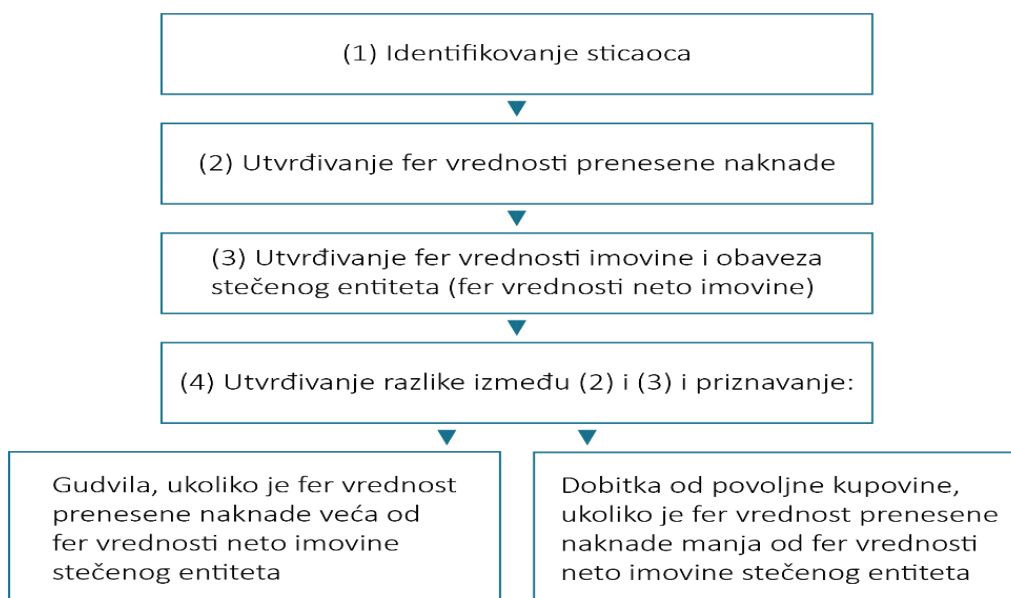 (1) Identifikovanje sticaoca
(2) Utvrđivanje fer vrednosti prenesene naknade
(3) Utvrđivanje fer vrednosti imovine i obaveza
stečenog entiteta (fer vrednosti neto imovine)
(4) Utvrđivanje razlike između (2) i (3) i priznavanje:
Gudvila, ukoliko je fer vrednost
prenesene naknade veća od
fer vrednosti neto imovine
stečenog entiteta
Dobitka od povoljne kupovine,
ukoliko je fer vrednost prenesene
naknade manja od fer vrednosti
neto imovine stečenog entiteta